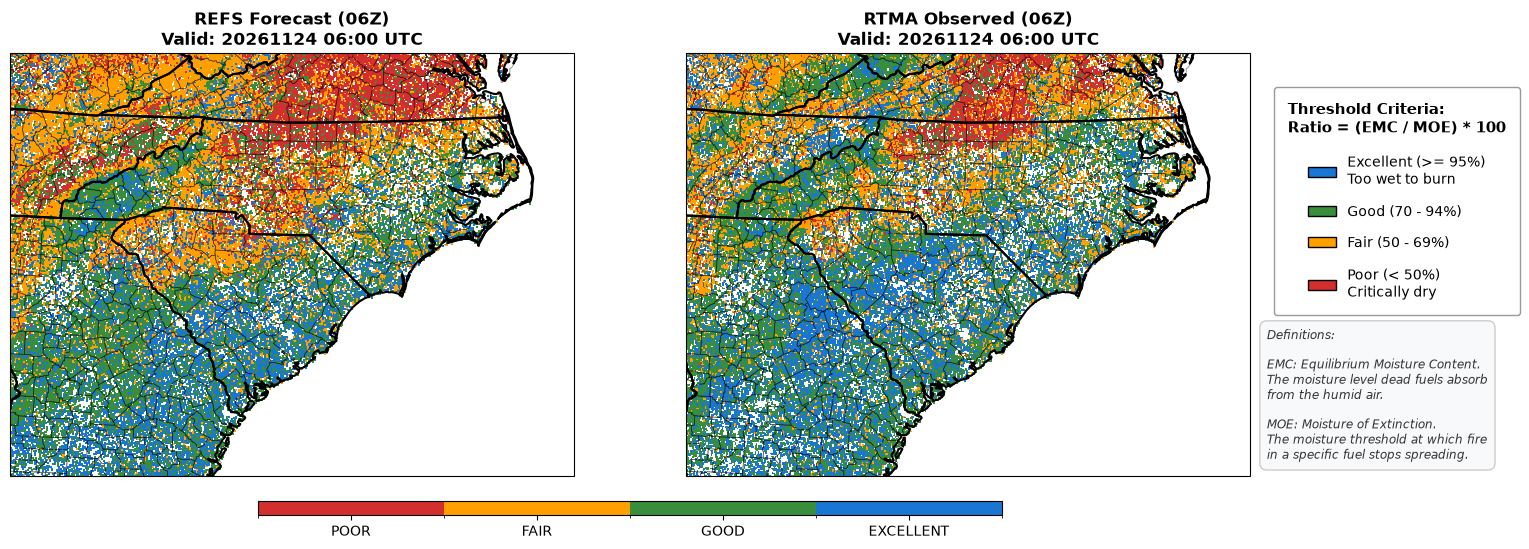 REFS Forecast (06Z)
Valid: 20261124 06:00 UTC
RTMA Observed (06Z)
Valid: 20261124 06:00 UTC
Threshold Criteria:
Ratio = (EMC / MOE) * 100
Excellent (>= 95%)
Too wet to burn
Good (70 - 94%)
Fair (50 - 69%)
Poor (< 50%)
Critically dry
Definitions:
EMC: Equilibrium Moisture Content.
The moisture level dead fuels absorb
from the humid air.
MOE: Moisture of Extinction.
The moisture threshold at which fire
in a specific fuel stops spreading.
POOR
FAIR
GOOD
EXCELLENT